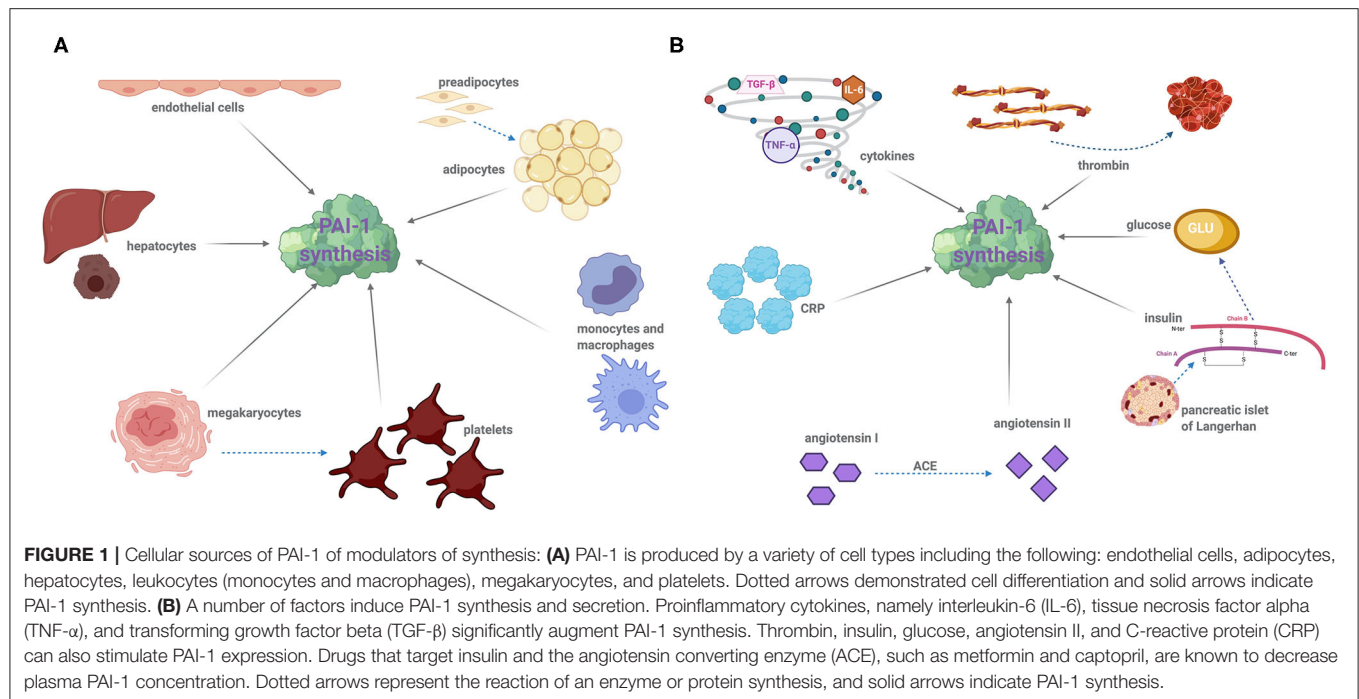 A
endothelial cells
preadipocytes
adipocytes
hepatocytes
PAI-1
synthesis
monocytes and
macrophages
megakaryocytes
platelets
B
TGF-β
IL-6
TNF-α
cytokines
thrombin
PAI-1
synthesis
glucose
GLU
CRP
insulin
Chain B
N-ter
S
S
S
S
Chain A
C-ter
S
S
pancreatic islet
of Langerhan
angiotensin I
ACE
angiotensin II
FIGURE 1 | Cellular sources of PAI-1 of modulators of synthesis: (A) PAI-1 is produced by a variety of cell types including the following: endothelial cells, adipocytes,
hepatocytes, leukocytes (monocytes and macrophages), megakaryocytes, and platelets. Dotted arrows demonstrated cell differentiation and solid arrows indicate
PAI-1 synthesis. (B) A number of factors induce PAI-1 synthesis and secretion. Proinflammatory cytokines, namely interleukin-6 (IL-6), tissue necrosis factor alpha
(TNF-α), and transforming growth factor beta (TGF-β) significantly augment PAI-1 synthesis. Thrombin, insulin, glucose, angiotensin II, and C-reactive protein (CRP)
can also stimulate PAI-1 expression. Drugs that target insulin and the angiotensin converting enzyme (ACE), such as metformin and captopril, are known to decrease
plasma PAI-1 concentration. Dotted arrows represent the reaction of an enzyme or protein synthesis, and solid arrows indicate PAI-1 synthesis.